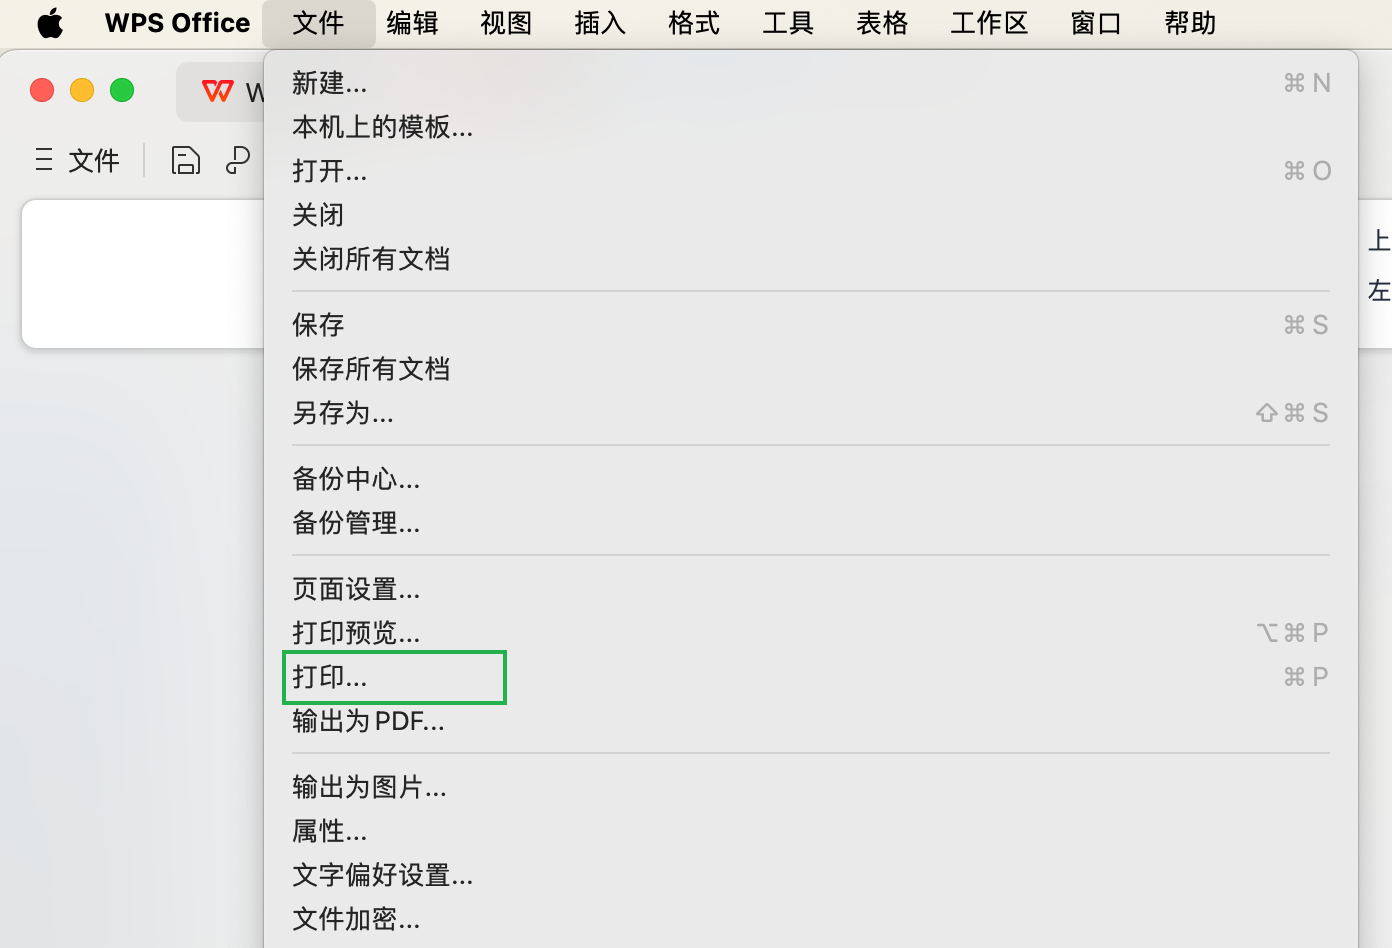 WPS Office 文件 编辑 视图 插入 格式 工具 表格 工作区 窗口 帮助
W
文件
新建... ⌘ N
本机上的模板...
打开... ⌘ O
关闭
关闭所有文档
保存 ⌘ S
保存所有文档
另存为... ⇧⌘ S
备份中心...
备份管理...
页面设置...
打印预览... ⌥⌘ P
打印... ⌘ P
输出为PDF...
输出为图片...
属性...
文字偏好设置...
文件加密...
上
左